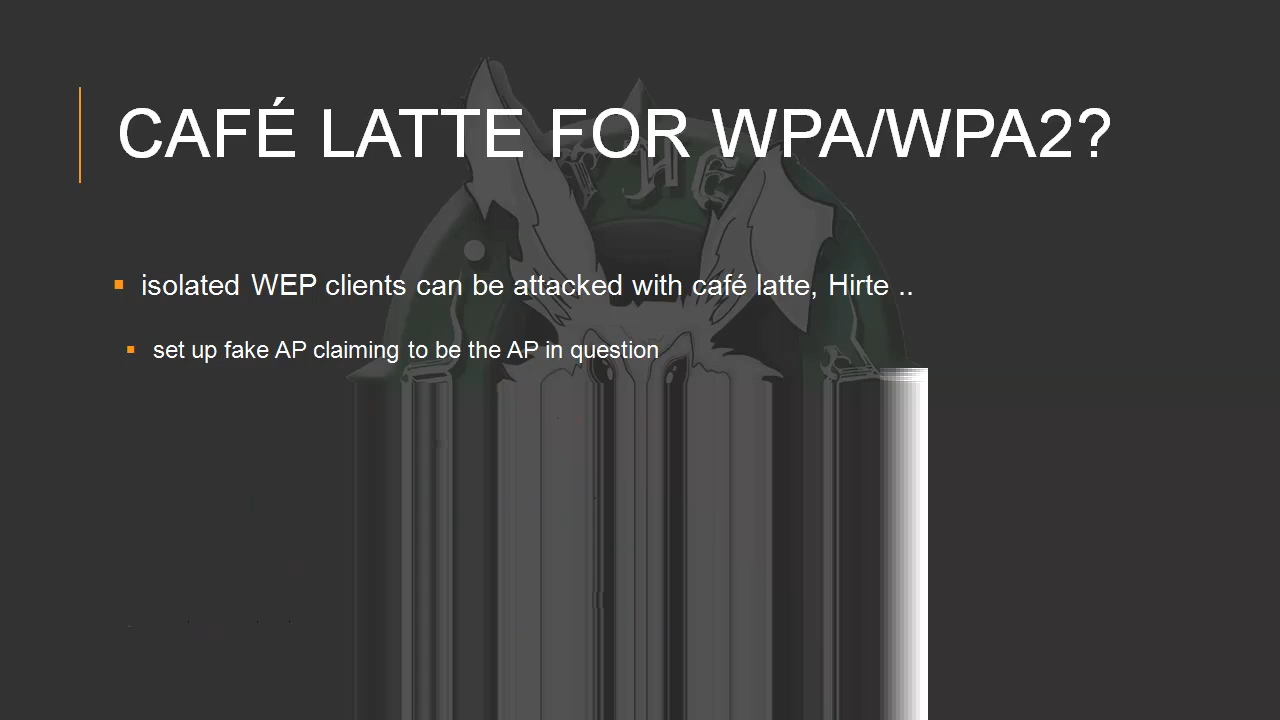 CAFÉ LATTE FOR WPA/WPA2?
THE
isolated WEP clients can be attacked with café latte, Hirte ..
set up fake AP claiming to be the AP in question